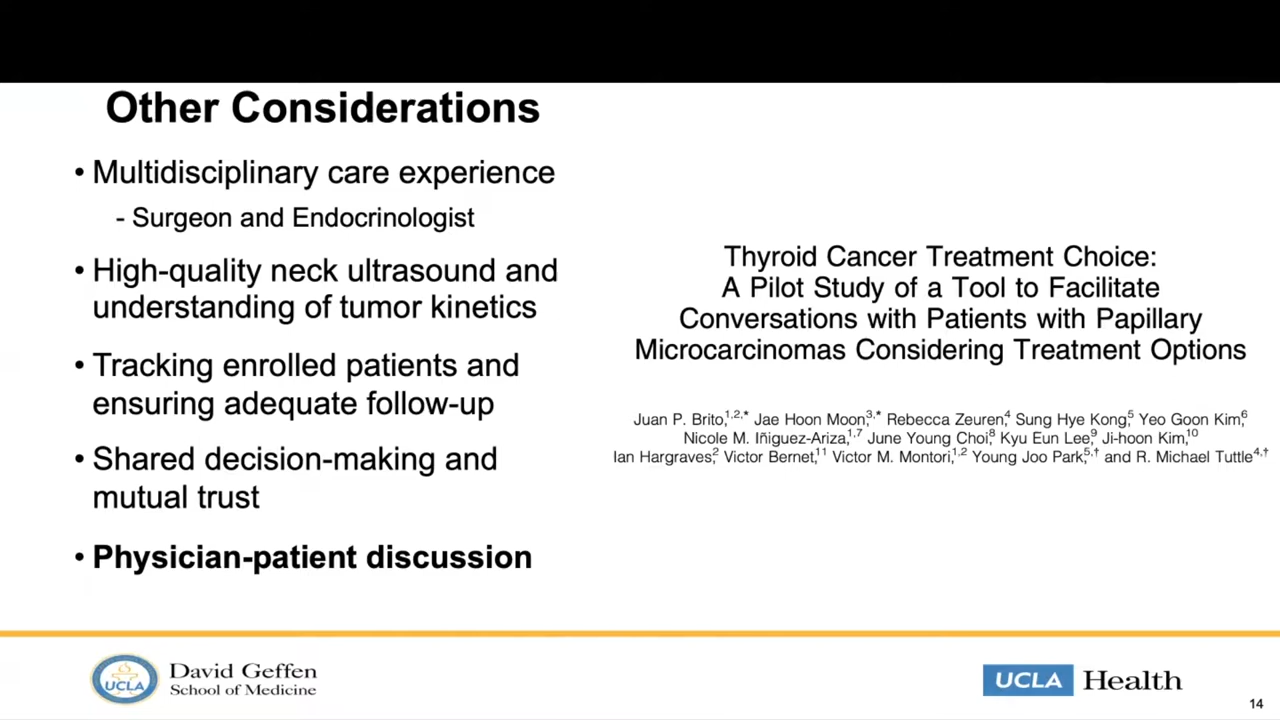 Other Considerations
• Multidisciplinary care experience
- Surgeon and Endocrinologist
• High-quality neck ultrasound and
understanding of tumor kinetics
• Tracking enrolled patients and
ensuring adequate follow-up
• Shared decision-making and
mutual trust
• Physician-patient discussion
Thyroid Cancer Treatment Choice:
A Pilot Study of a Tool to Facilitate
Conversations with Patients with Papillary
Microcarcinomas Considering Treatment Options
Juan P. Brito,1,2,* Jae Hoon Moon,3,* Rebecca Zeuren,4 Sung Hye Kong,5 Yeo Goon Kim,6
Nicole M. Iñiguez-Ariza,1,7 June Young Choi,8 Kyu Eun Lee,9 Ji-hoon Kim,10
Ian Hargraves,2 Victor Bernet,11 Victor M. Montori,1,2 Young Joo Park,5,† and R. Michael Tuttle4,†
UCLA
David Geffen
School of Medicine
UCLA Health
14